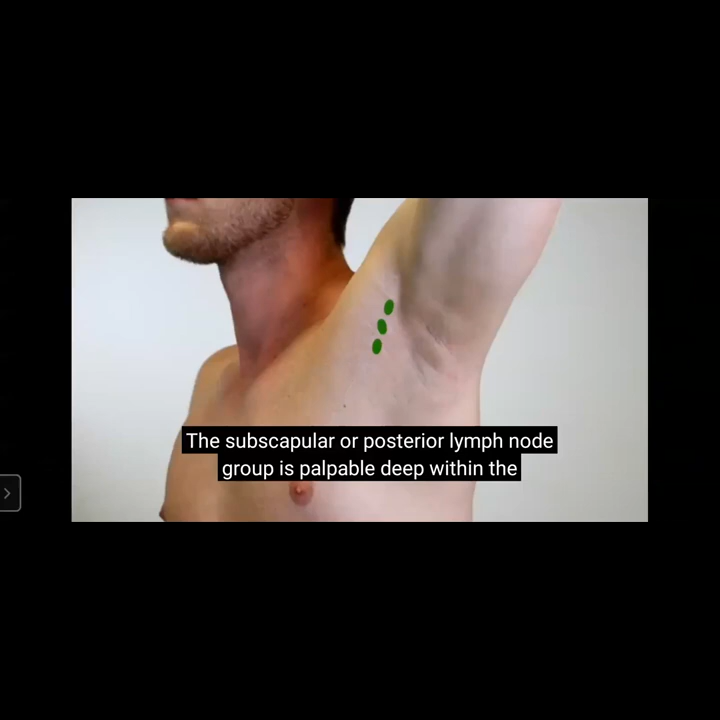 The subscapular or posterior lymph node
group is palpable deep within the